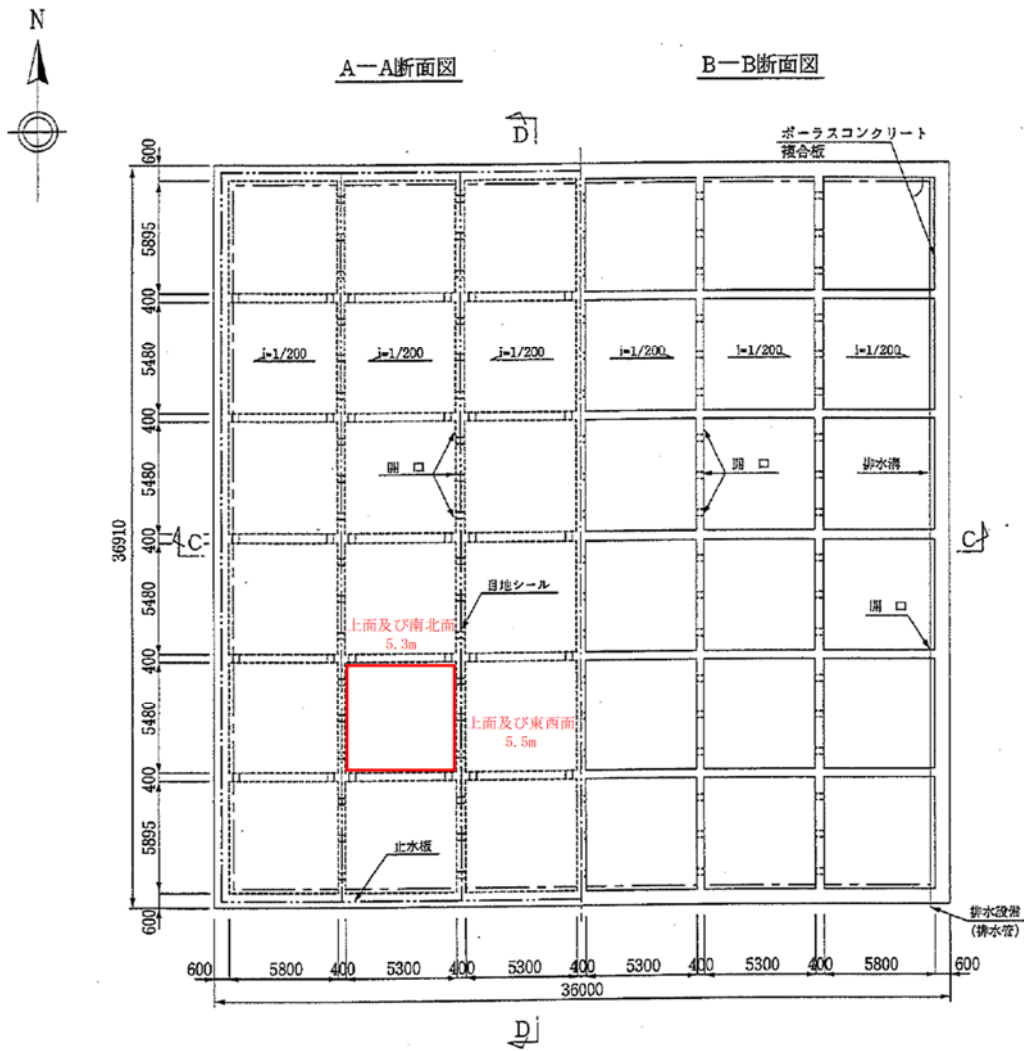 N
A—A断面図
B—B断面図
D
ポーラスコンクリート
複合板
600
5895
400
5480
400
5480
400
5480
400
5480
400
5895
600
36910
i=1/200
i=1/200
i=1/200
i=1/200
i=1/200
i=1/200
開 口
開 口
排水溝
C
C
目地シール
開 口
上面及び南北面
5.3m
上面及び東西面
5.5m
止水板
排水設備
(排水管)
600
5800
400
5300
400
5300
400
5300
400
5300
400
5800
600
36000
D